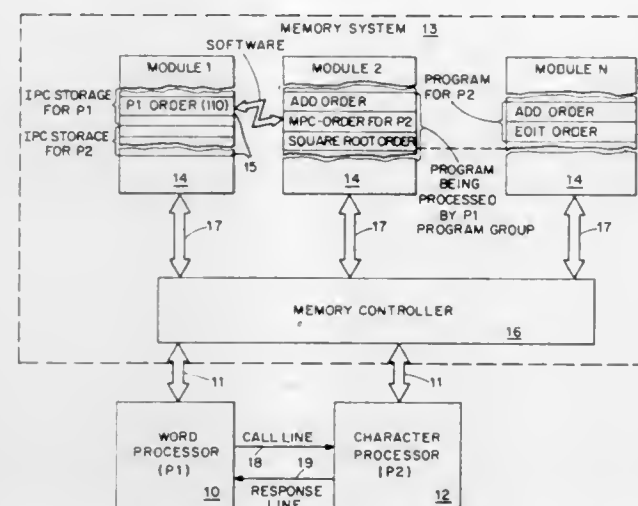 MEMORY SYSTEM 13
SOFTWARE
MODULE 1
MODULE 2
MODULE N
IPC STORAGE
FOR P1
P1 ORDER (110)
IPC STORACE
FOR P2
15
14
ADD ORDER
MPC-ORDER FOR P2
SQUARE ROOT ORDER
14
PROGRAM
FOR P2
PROGRAM
BEING
PROCESSED
BY P1
PROGRAM
GROUP
ADD ORDER
EDIT ORDER
14
17
17
17
MEMORY CONTROLLER
16
11
11
WORD
PROCESSOR
(P1)
10
CALL LINE
18
19
RESPONSE
LINE
CHARACTER
PROCESSOR
(P2)
12